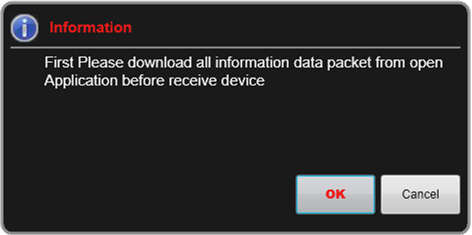 Information
First Please download all information data packet from open
Application before receive device
OK
Cancel